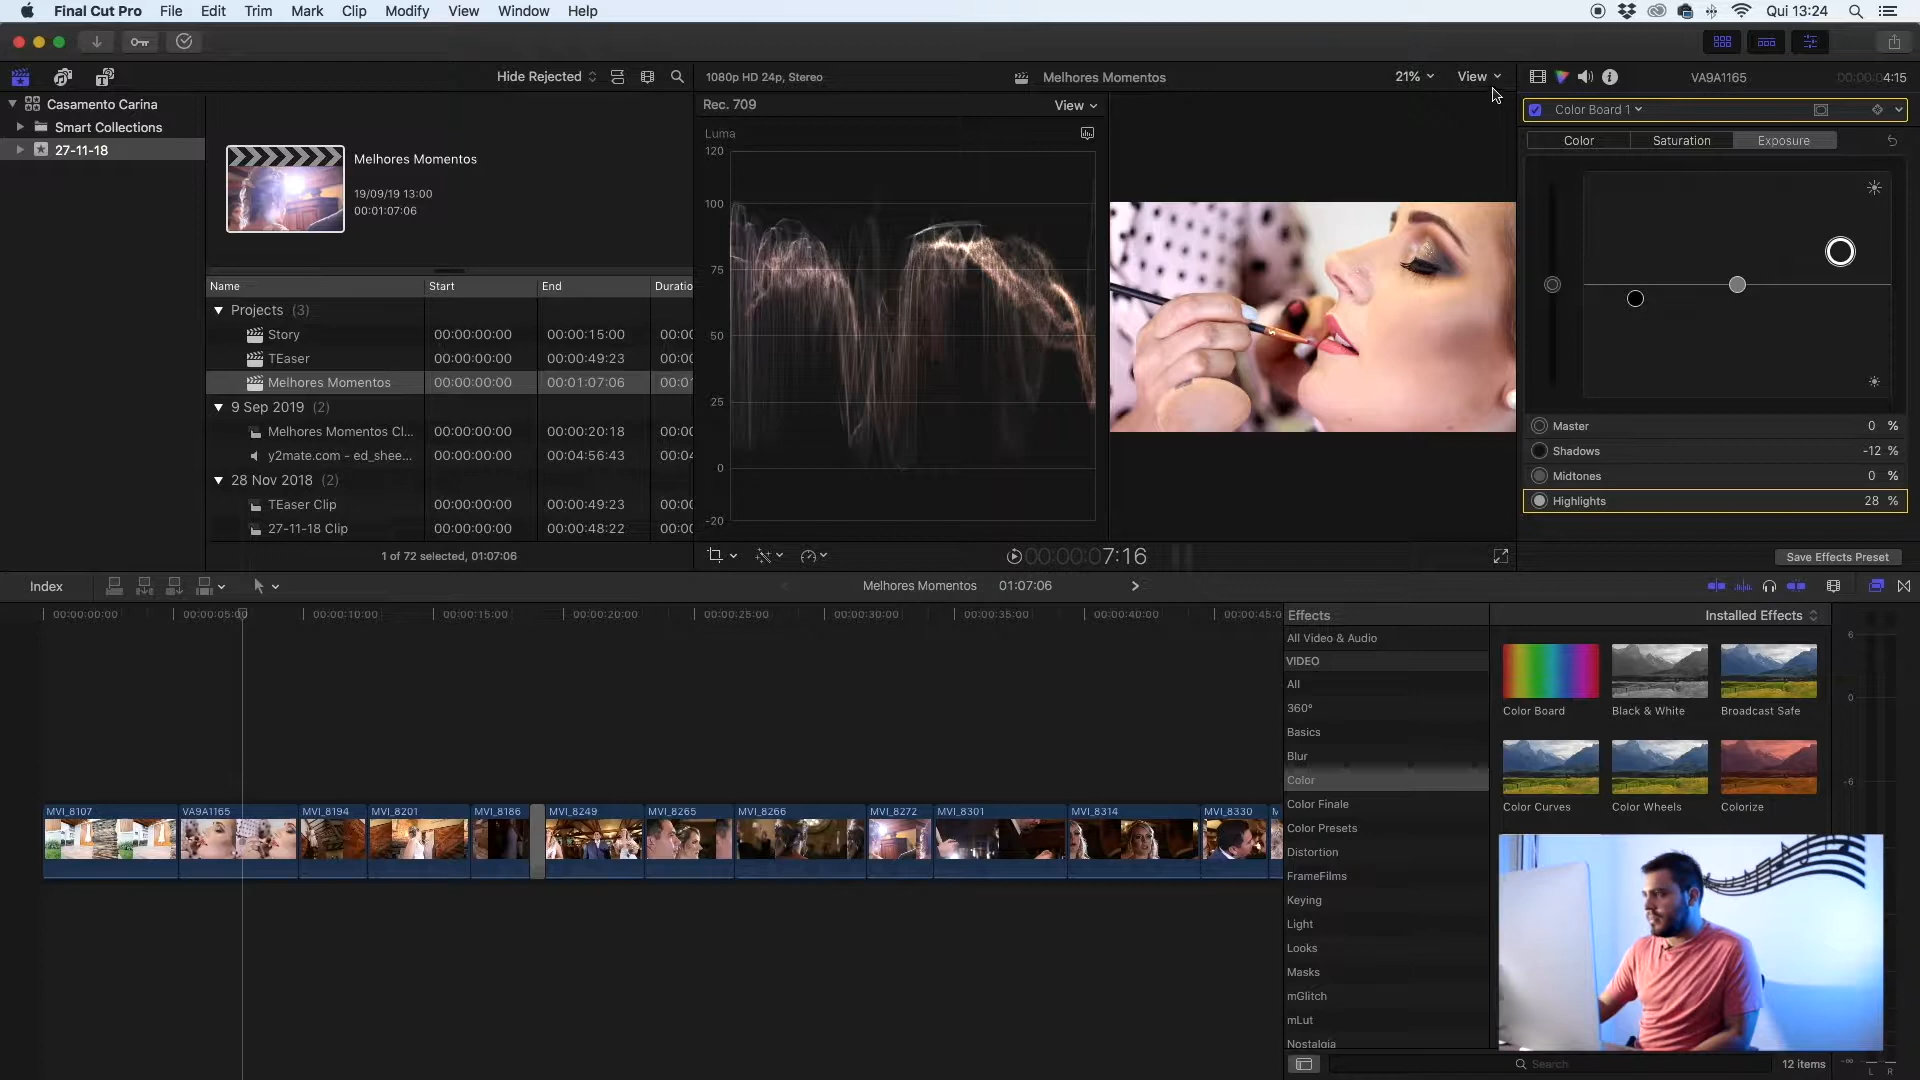 Final Cut Pro File Edit Trim Mark Clip Modify View Window Help Qui 13:24
Hide Rejected 1080p HD 24p, Stereo Melhores Momentos 21% View VA9A1165 00:00:04:15
Casamento Carina
Smart Collections
27-11-18
Melhores Momentos
19/09/19 13:00
00:01:07:06
Name Start End Duratio
Projects (3)
Story 00:00:00:00 00:00:15:00 00:0
TEaser 00:00:00:00 00:00:49:23 00:0
Melhores Momentos 00:00:00:00 00:01:07:06 00:0
9 Sep 2019 (2)
Melhores Momentos Cl... 00:00:00:00 00:00:20:18 00:0
y2mate.com - ed_shee... 00:00:00:00 00:04:56:43 00:0
28 Nov 2018 (2)
TEaser Clip 00:00:00:00 00:00:49:23 00:0
27-11-18 Clip 00:00:00:00 00:00:48:22 00:0
1 of 72 selected, 01:07:06
Rec. 709 View
Luma
120
100
75
50
25
0
-20
00:00:07:16
Color Board 1
Color Saturation Exposure
Master 0 %
Shadows -12 %
Midtones 0 %
Highlights 28 %
Save Effects Preset
Index Melhores Momentos 01:07:06
00:00:00:00 00:00:05:00 00:00:10:00 00:00:15:00 00:00:20:00 00:00:25:00 00:00:30:00 00:00:35:00 00:00:40:00 00:00:45:0
MVI_8107 VA9A1165 MVI_8194 MVI_8201 MVI_8186 MVI_8249 MVI_8265 MVI_8266 MVI_8272 MVI_8301 MVI_8314 MVI_8330 M
Effects Installed Effects
All Video & Audio
VIDEO
All
360°
Basics
Blur
Color
Color Finale
Color Presets
Distortion
FrameFilms
Keying
Light
Looks
Masks
mGlitch
mLut
Nostalgia
Color Board Black & White Broadcast Safe
Color Curves Color Wheels Colorize
6
0
-6
-∞
L R
Search 12 items